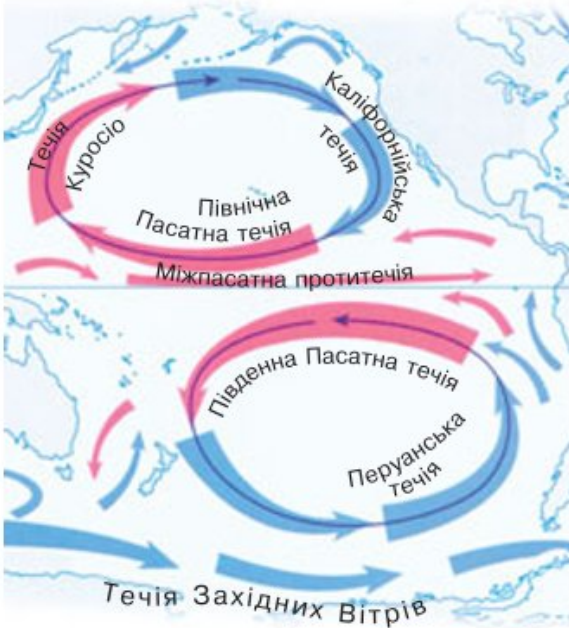 Течія
Куросіо
Каліфорнійська
течія
Північна
Пасатна течія
Міжпасатна протитечія
Південна Пасатна течія
Перуанська
течія
Течія Західних Вітрів